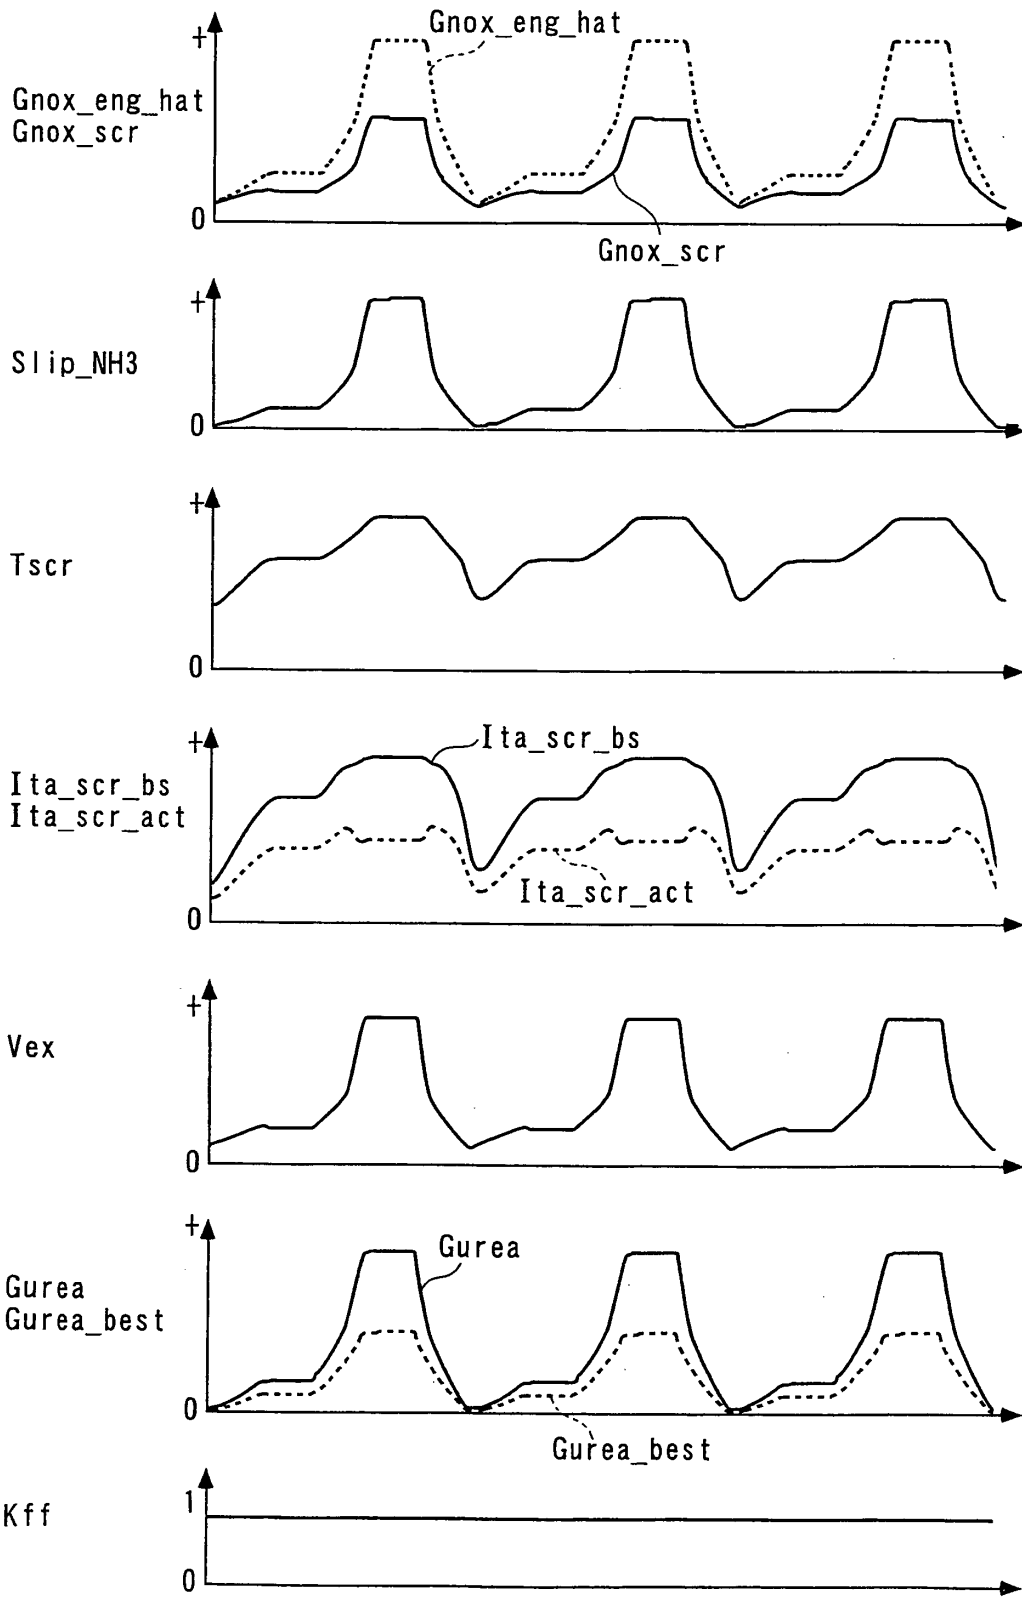 Gnox_eng_hat
+
Gnox_eng_hat
Gnox_scr
0
Gnox_scr
+
Slip_NH3
0
+
Tscr
0
+
Ita_scr_bs
Ita_scr_bs
Ita_scr_act
Ita_scr_act
0
+
Vex
0
+
Gurea
Gurea
Gurea_best
0
Gurea_best
1
Kff
0